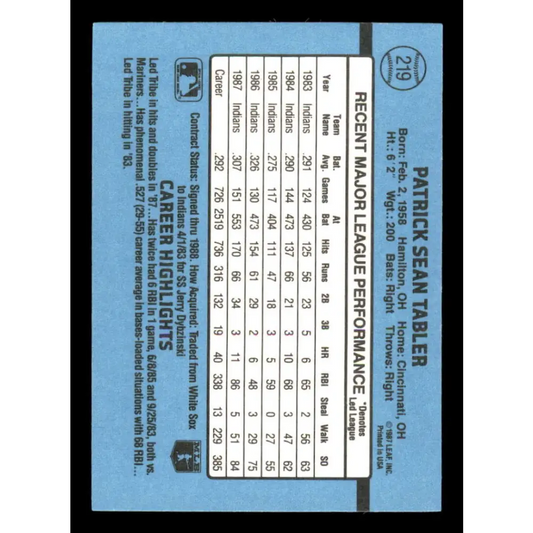 219
PATRICK SEAN TABLER
Born: Feb. 2, 1958 Hamilton, OH Home: Cincinnati, OH
Ht.: 6' 2" Wgt.: 200 Bats: Right Throws: Right
©1987 LEAF, INC.
Printed in USA
RECENT MAJOR LEAGUE PERFORMANCE
*Denotes
Led League
Team Bat. At
Year Name Avg. Games Bat Hits Runs 2B 3B HR RBI Steal Walk SO
1983 Indians .291 124 430 125 56 23 5 6 65 2 56 63
1984 Indians .290 144 473 137 66 21 3 10 68 3 47 62
1985 Indians .275 117 404 111 47 18 3 5 59 0 27 55
1986 Indians .326 130 473 154 61 29 2 6 48 3 29 75
1987 Indians .307 151 553 170 66 34 3 11 86 5 51 84
Career .292 726 2519 736 316 132 19 40 338 13 229 385
Contract Status: Signed thru 1988. How Acquired: Traded from White Sox
to Indians 4/1/83 for SS Jerry Dybzinski
CAREER HIGHLIGHTS
Led Tribe in hits and doubles in '87...Has twice had 6 RBI in 1 game, 6/8/85 and 9/25/83, both vs.
Mariners...Has phenomenal .527 (29-55) career average in bases-loaded situations with 68 RBI...
Led Tribe in hitting in '83.